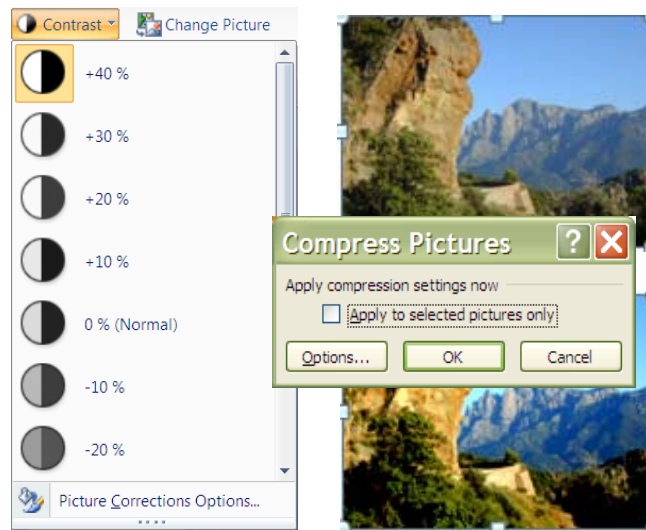 Contrast Change Picture
+40 %
+30 %
+20 %
+10 %
0 % (Normal)
-10 %
-20 %
Picture Corrections Options...
Compress Pictures ?
Apply compression settings now
Apply to selected pictures only
Options... OK Cancel